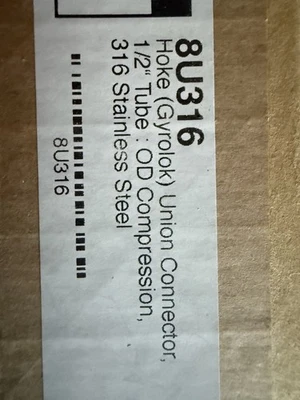 8U316
Hoke (Gyrolok) Union Connector,
1/2" Tube : OD Compression,
316 Stainless Steel
8U316